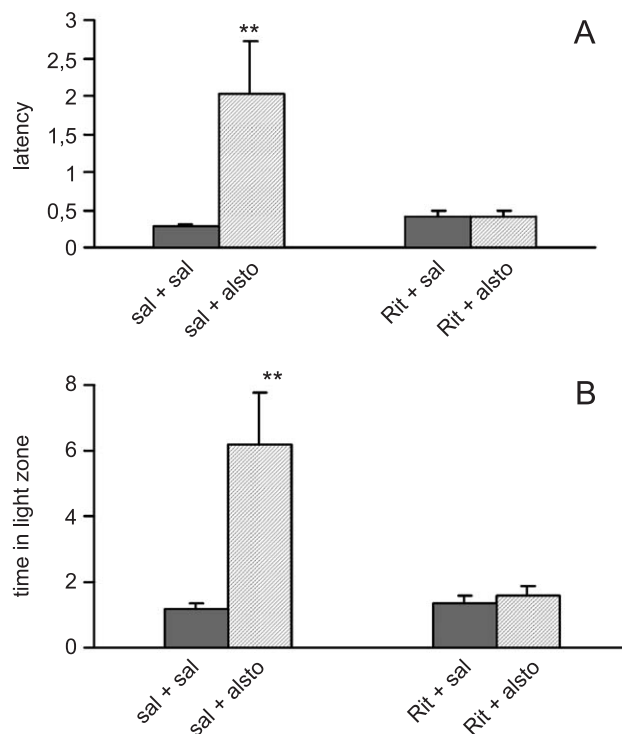 A
latency
3
2,5
2
1,5
1
0,5
0
**
sal + sal
sal + alsto
Rit + sal
Rit + alsto
B
time in light zone
8
6
4
2
0
**
sal + sal
sal + alsto
Rit + sal
Rit + alsto